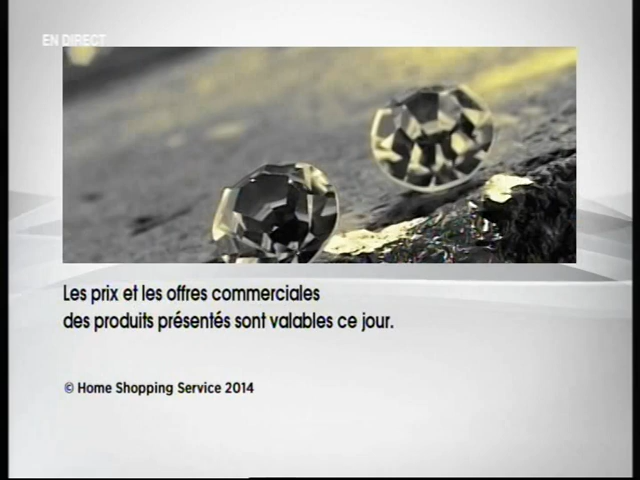 EN DIRECT
Les prix et les offres commerciales
des produits présentés sont valables ce jour.
© Home Shopping Service 2014